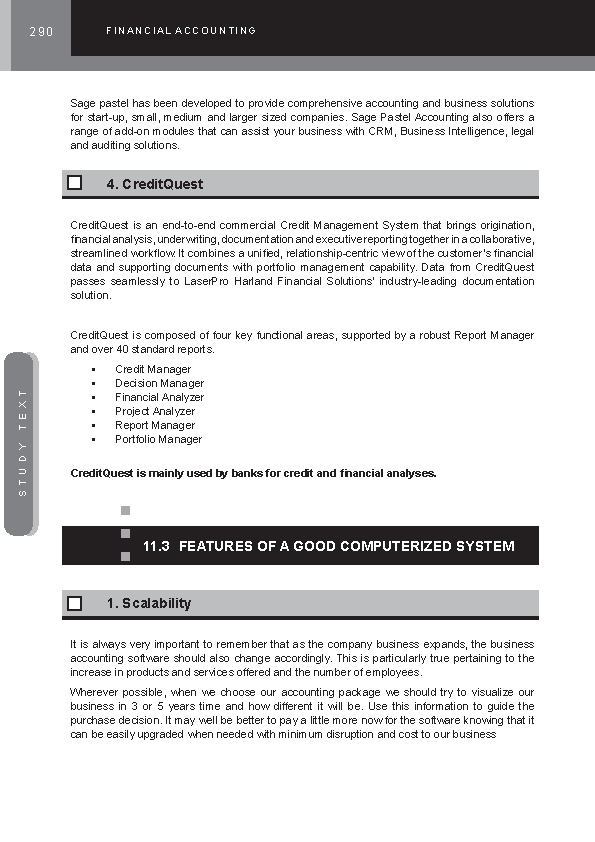 290
FINANCIAL ACCOUNTING
Sage pastel has been developed to provide comprehensive accounting and business solutions
for start-up, small, medium and larger sized companies. Sage Pastel Accounting also offers a
range of add-on modules that can assist your business with CRM, Business Intelligence, legal
and auditing solutions.
4. CreditQuest
CreditQuest is an end-to-end commercial Credit Management System that brings origination,
financial analysis, underwriting, documentation and executive reporting together in a collaborative,
streamlined workflow. It combines a unified, relationship-centric view of the customer's financial
data and supporting documents with portfolio management capability. Data from CreditQuest
passes seamlessly to LaserPro Harland Financial Solutions' industry-leading documentation
solution.
CreditQuest is composed of four key functional areas, supported by a robust Report Manager
and over 40 standard reports.
• Credit Manager
• Decision Manager
• Financial Analyzer
• Project Analyzer
• Report Manager
• Portfolio Manager
STUDY TEXT
CreditQuest is mainly used by banks for credit and financial analyses.
11.3 FEATURES OF A GOOD COMPUTERIZED SYSTEM
1. Scalability
It is always very important to remember that as the company business expands, the business
accounting software should also change accordingly. This is particularly true pertaining to the
increase in products and services offered and the number of employees.
Wherever possible, when we choose our accounting package we should try to visualize our
business in 3 or 5 years time and how different it will be. Use this information to guide the
purchase decision. It may well be better to pay a little more now for the software knowing that it
can be easily upgraded when needed with minimum disruption and cost to our business